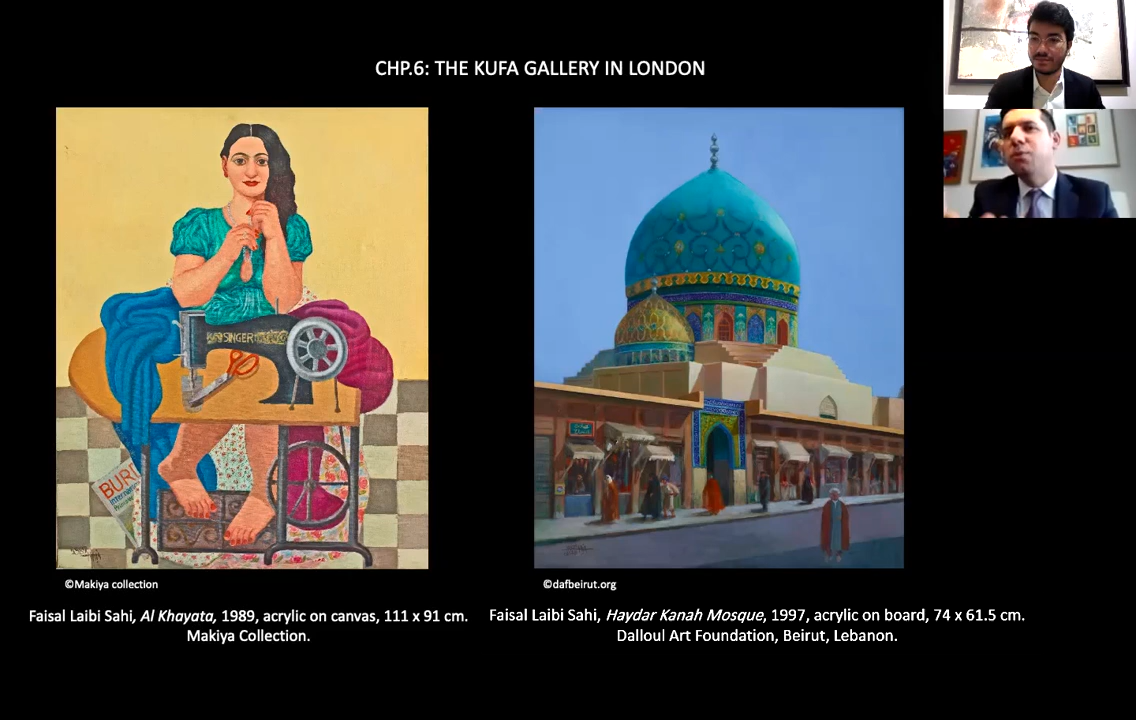 CHP.6: THE KUFA GALLERY IN LONDON
SINGER
BURD
Internat
©Makiya collection
©dafbeirut.org
Faisal Laibi Sahi, Al Khayata, 1989, acrylic on canvas, 111 x 91 cm.
Makiya Collection.
Faisal Laibi Sahi, Haydar Kanah Mosque, 1997, acrylic on board, 74 x 61.5 cm.
Dalloul Art Foundation, Beirut, Lebanon.